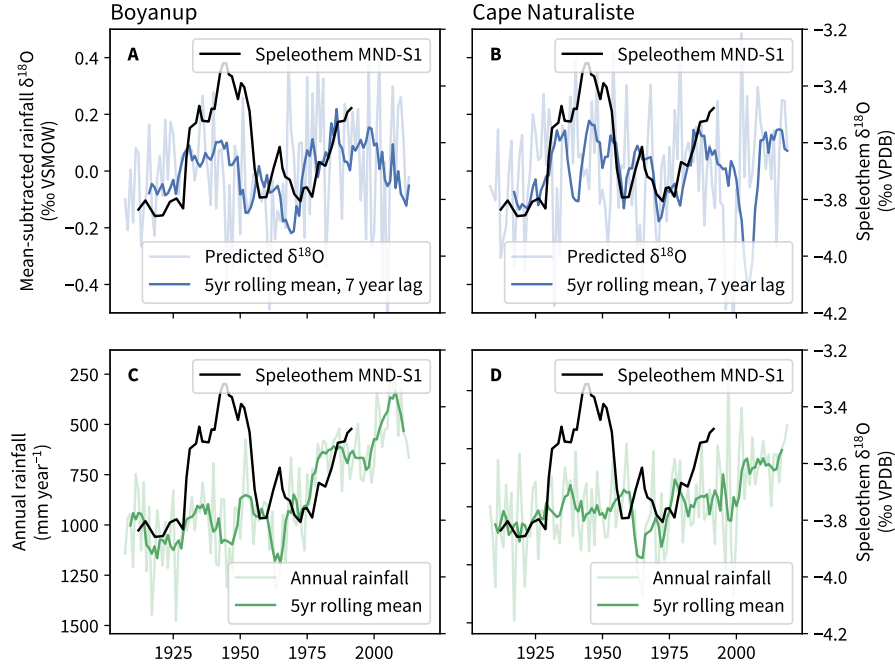 Boyanup
Cape Naturaliste
A
Speleothem MND-S1
B
Speleothem MND-S1
Mean-subtracted rainfall δ¹⁸O
(‰ VSMOW)
0.4
0.2
0.0
−0.2
−0.4
Predicted δ¹⁸O
5yr rolling mean, 7 year lag
Predicted δ¹⁸O
5yr rolling mean, 7 year lag
−3.2
−3.4
−3.6
−3.8
−4.0
−4.2
Speleothem δ¹⁸O
(‰ VPDB)
C
Speleothem MND-S1
D
Speleothem MND-S1
Annual rainfall
(mm year⁻¹)
250
500
750
1000
1250
1500
Annual rainfall
5yr rolling mean
Annual rainfall
5yr rolling mean
−3.2
−3.4
−3.6
−3.8
−4.0
−4.2
Speleothem δ¹⁸O
(‰ VPDB)
1925 1950 1975 2000
1925 1950 1975 2000